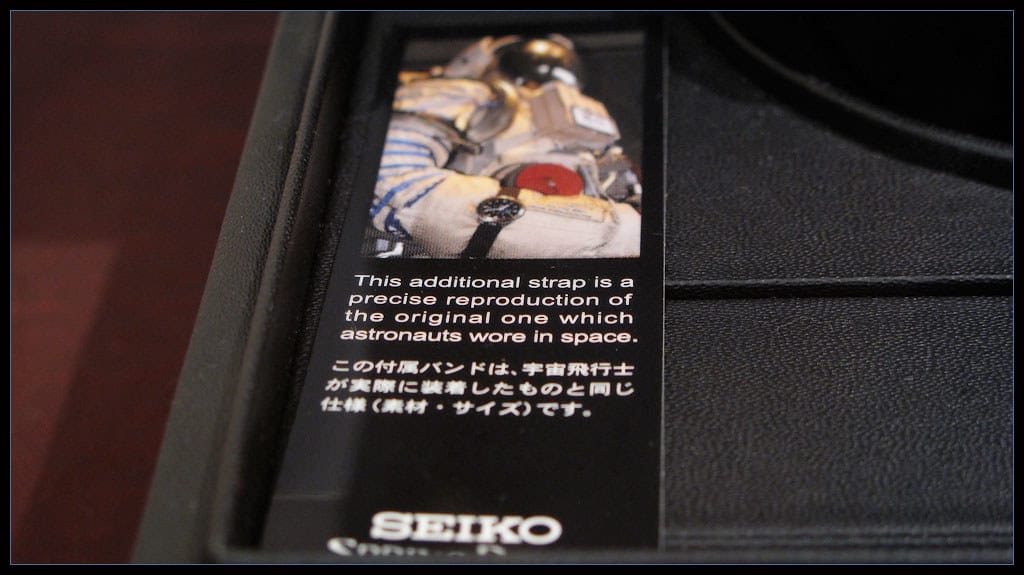 This additional strap is a
precise reproduction of
the original one which
astronauts wore in space.
この付属バンドは、宇宙飛行士
が実際に装着したものと同じ
仕様(素材・サイズ)です。
SEIKO